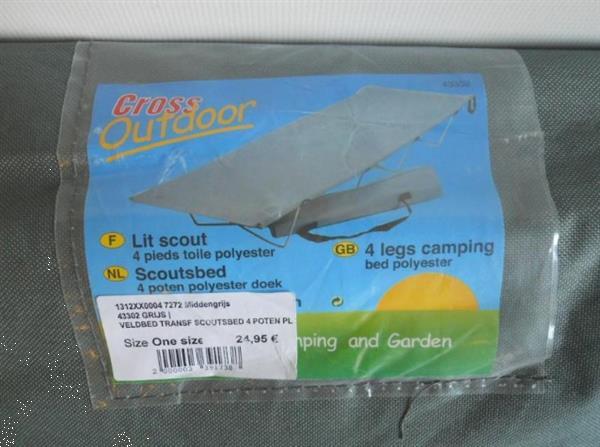 43302
Cross
Outdoor
F Lit scout
4 pieds toile polyester
NL Scoutsbed
4 poten polyester doek
GB 4 legs camping
bed polyester
1312XX0004 7272 Middengrijs
43302 GRIJS |
VELDBED TRANSF SCOUTSBED 4 POTEN PL
Size One size 24,95 €
ping and Garden